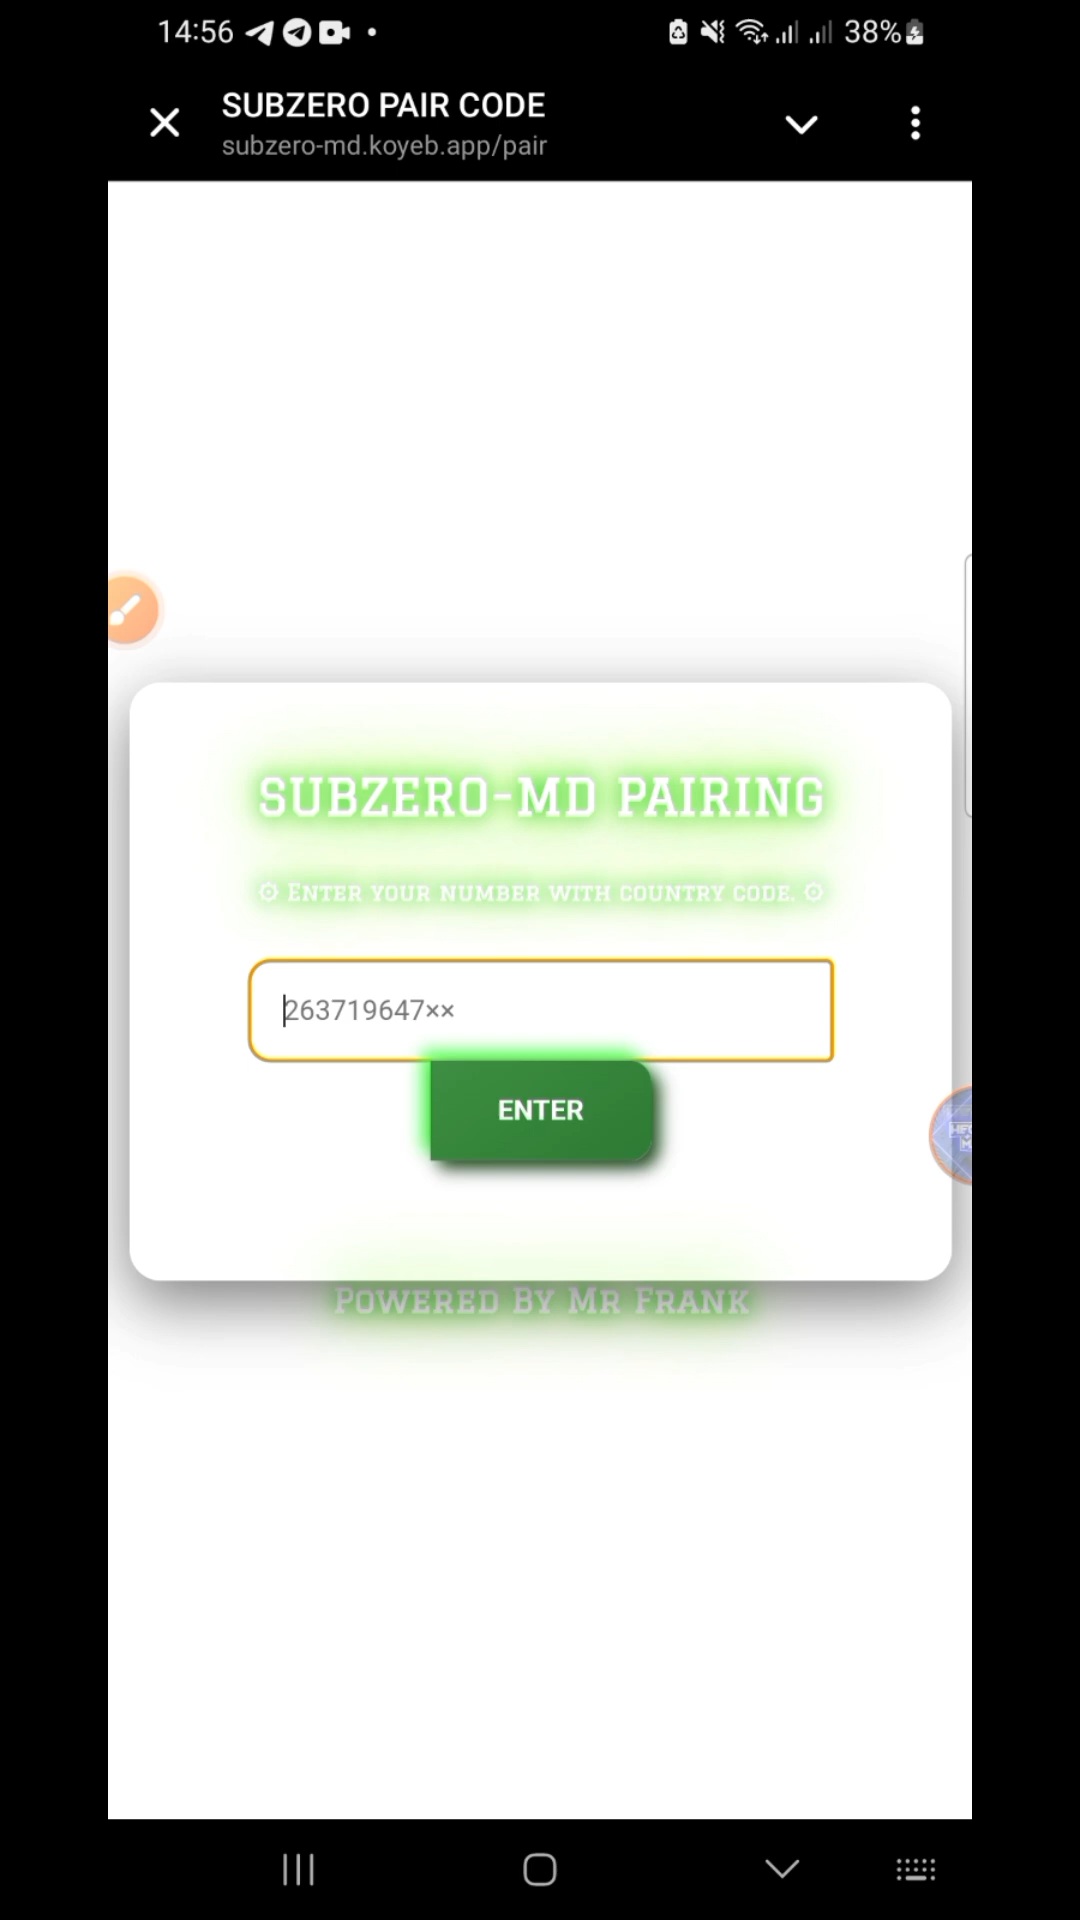 14:56
38%
SUBZERO PAIR CODE
subzero-md.koyeb.app/pair
SUBZERO-MD PAIRING
۞ Enter your number with country code. ۞
263719647××
ENTER
Powered By Mr Frank